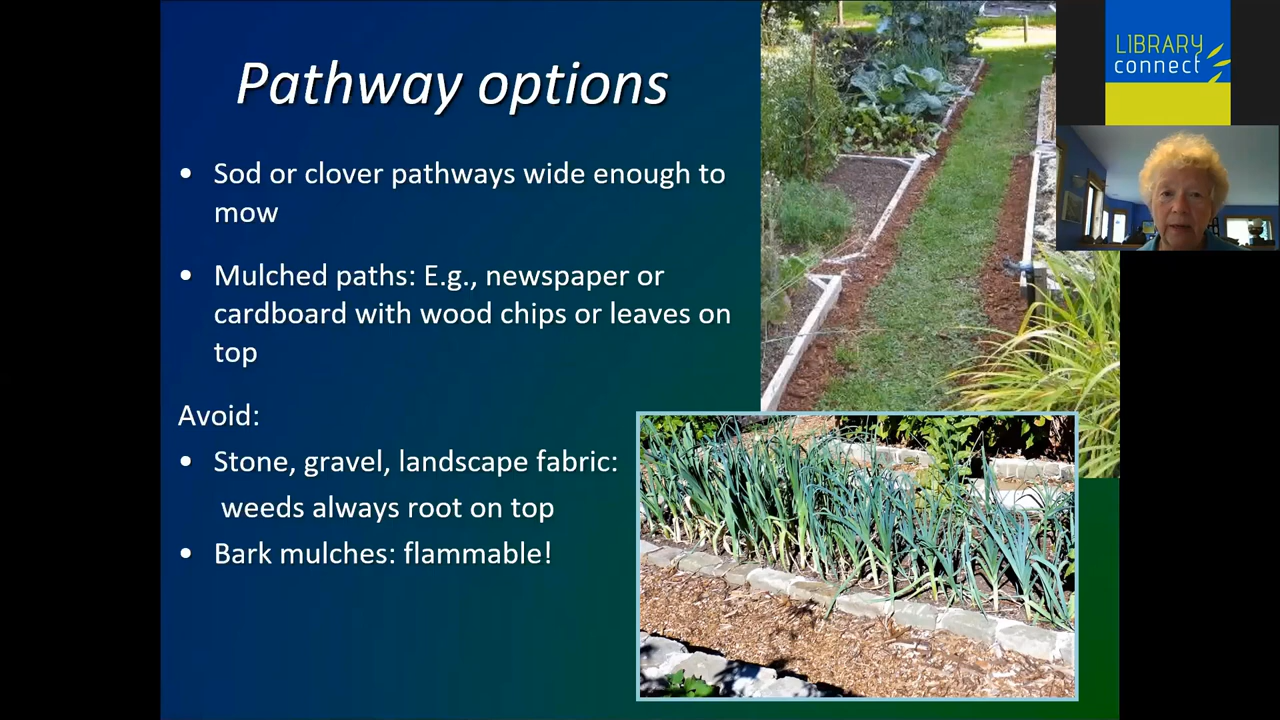 Pathway options
• Sod or clover pathways wide enough to
mow
• Mulched paths: E.g., newspaper or
cardboard with wood chips or leaves on
top
Avoid:
• Stone, gravel, landscape fabric:
weeds always root on top
• Bark mulches: flammable!
LIBRARY
connect